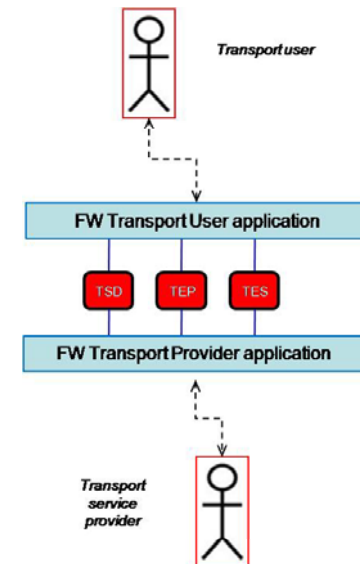 Transport user
FW Transport User application
TSD TEP TES
FW Transport Provider application
Transport
service
provider